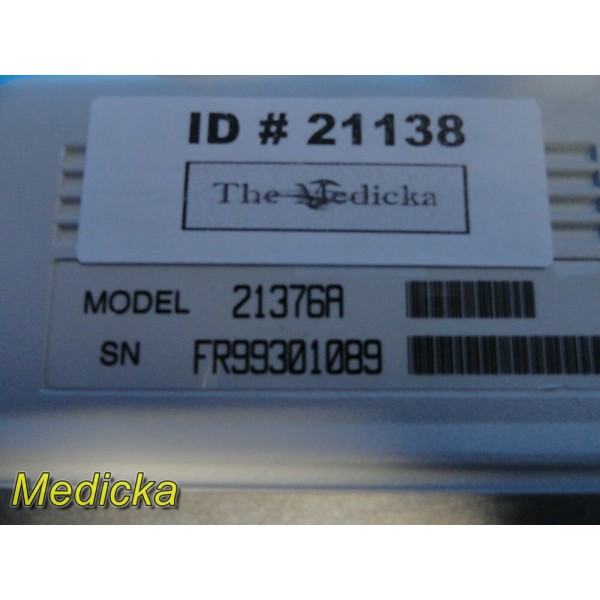 ID # 21138
The Medicka
MODEL 21376A
SN FR99301089
Medicka